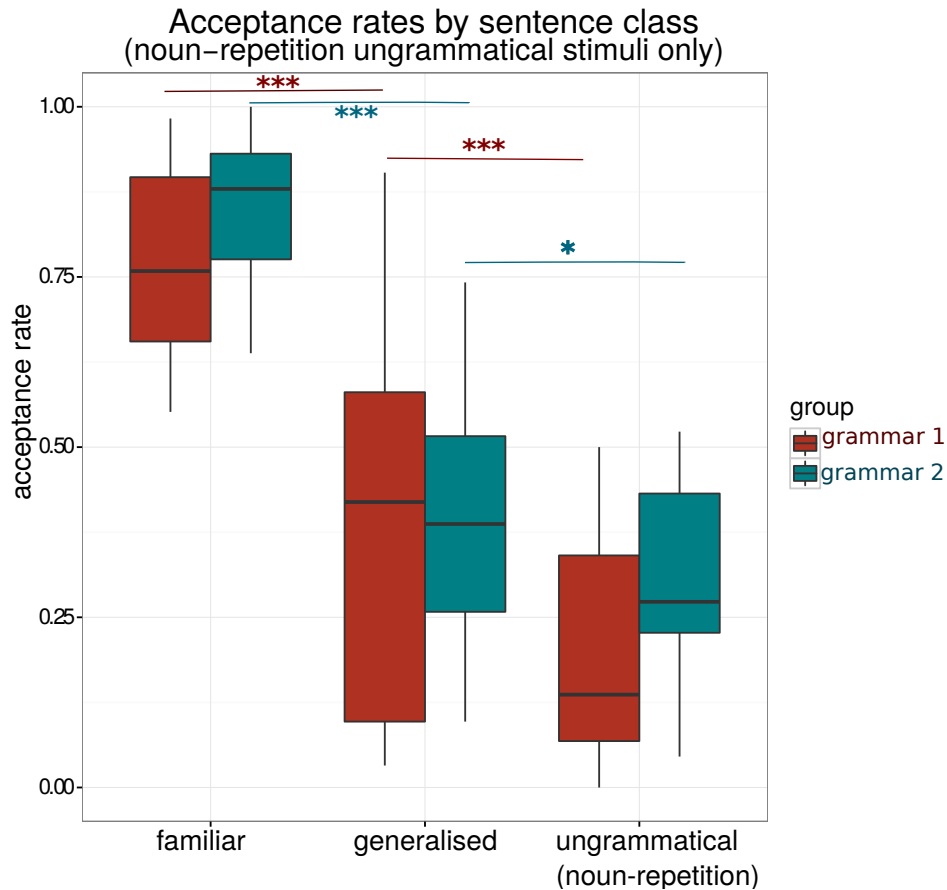 Acceptance rates by sentence class
(noun−repetition ungrammatical stimuli only)
***
***
***
*
1.00
0.75
0.50
0.25
0.00
acceptance rate
familiar
generalised
ungrammatical
(noun-repetition)
group
grammar 1
grammar 2